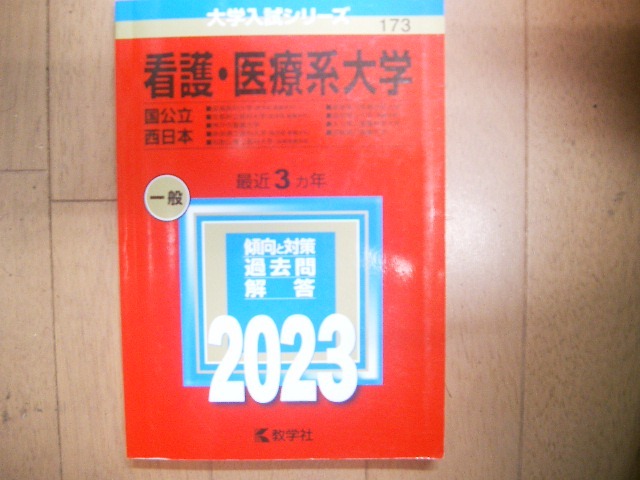 大学入試シリーズ
173
看護・医療系大学
国公立
西日本
最近3カ年
一般
傾向と対策
過去問
解答
2023
教学社